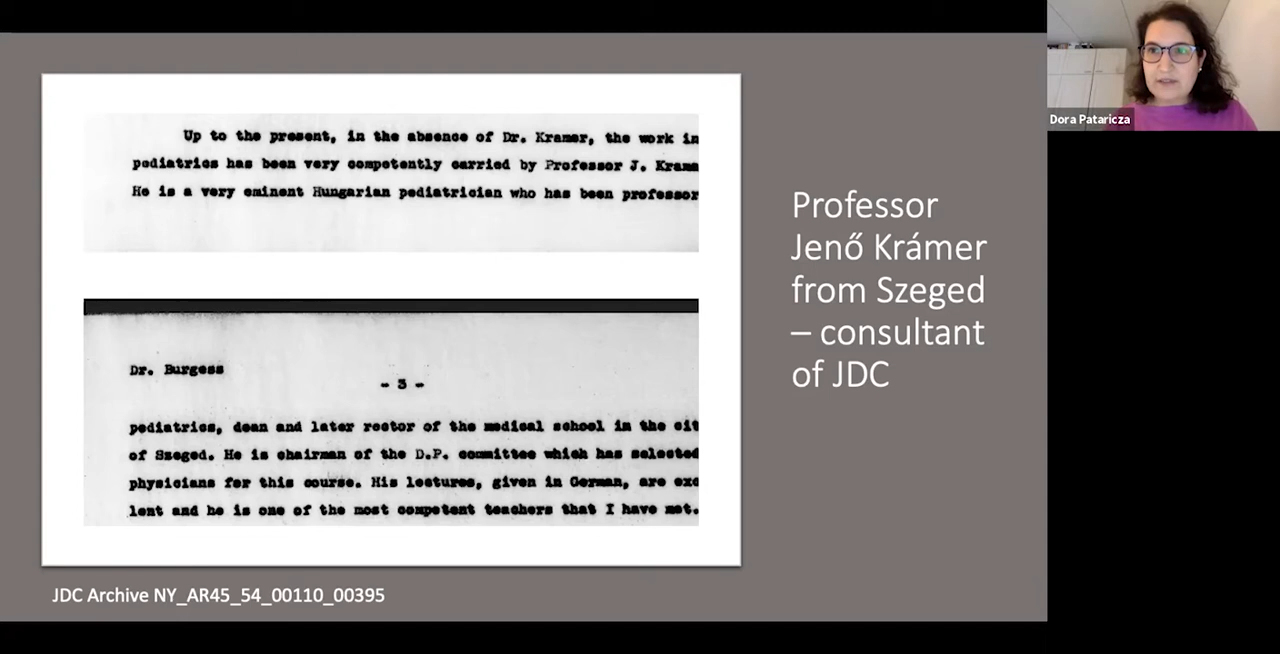 Up to the present, in the absence of Dr. Kramer, the work in
pediatrics has been very competently carried by Professor J. Kram
He is a very eminent Hungarian pediatrician who has been professor
Dr. Burgess
- 3 -
pediatrics, dean and later rector of the medical school in the cit
of Szeged. He is chairman of the D.P. committee which has selected
physicians for this course. His lectures, given in German, are exc
lent and he is one of the most competent teachers that I have met.
JDC Archive NY_AR45_54_00110_00395
Professor
Jenő Krámer
from Szeged
– consultant
of JDC
Dora Pataricza